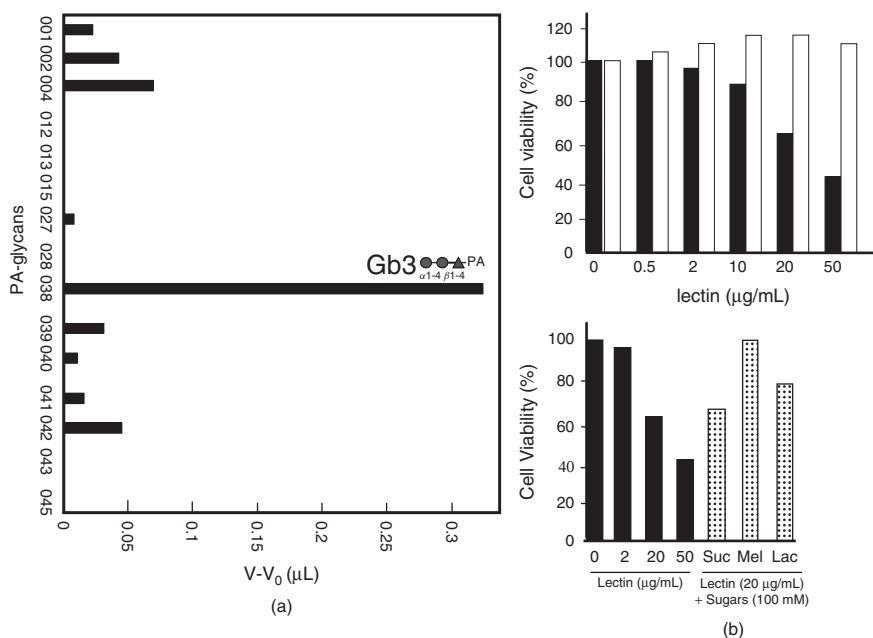 PA-glycans
001
002
004
012
013
015
027
028
038
039
040
041
042
043
045
Gb3
PA
α1-4 β1-4
0
0.05
0.1
0.15
0.2
0.25
0.3
V-V0 (μL)
(a)
Cell viability (%)
120
100
80
60
40
20
0
0 0.5 2 10 20 50
lectin (μg/mL)
Cell Viability (%)
100
80
60
40
20
0
0 2 20 50 Suc Mel Lac
Lectin (μg/mL)
Lectin (20 μg/mL)
+ Sugars (100 mM)
(b)